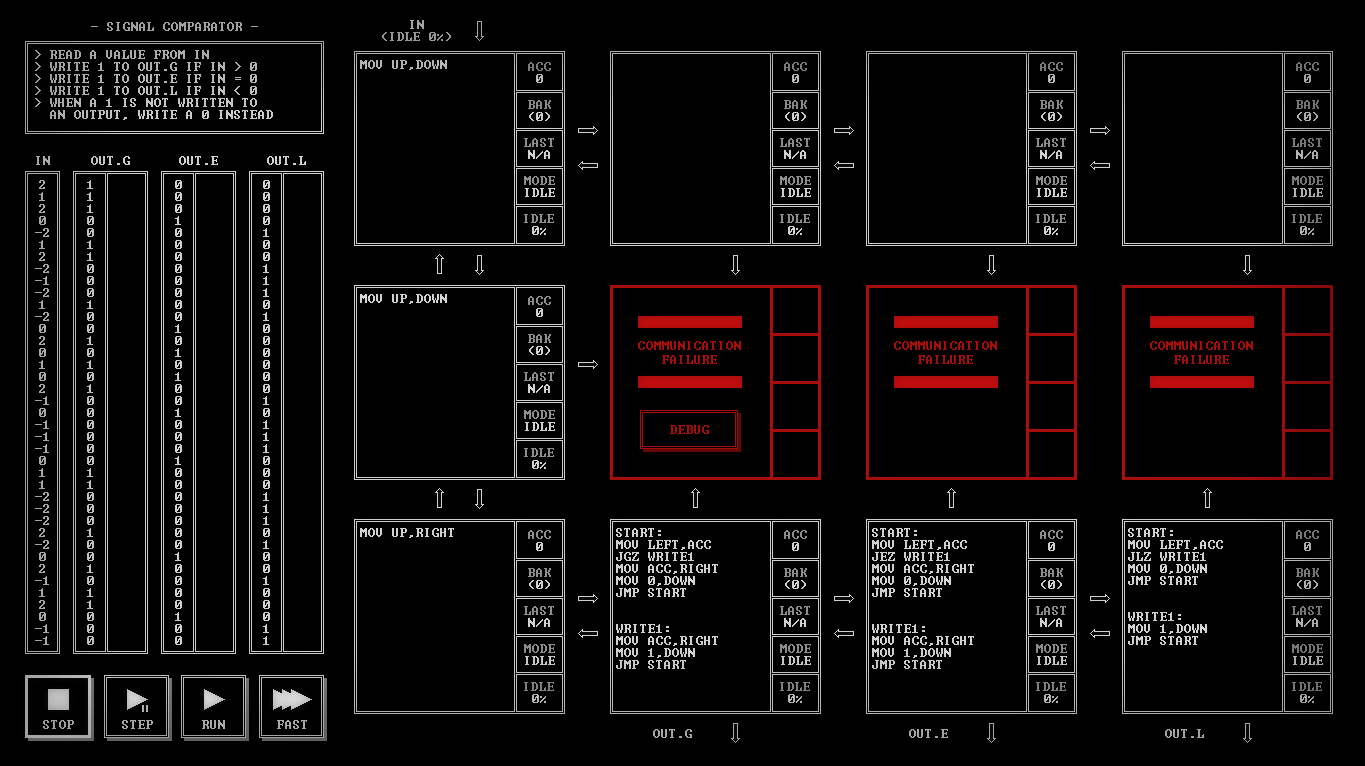 - SIGNAL COMPARATOR -
> READ A VALUE FROM IN
> WRITE 1 TO OUT.G IF IN > 0
> WRITE 1 TO OUT.E IF IN = 0
> WRITE 1 TO OUT.L IF IN < 0
> WHEN A 1 IS NOT WRITTEN TO
AN OUTPUT, WRITE A 0 INSTEAD
IN OUT.G OUT.E OUT.L
2 1 0 0
1 1 0 0
2 1 0 0
0 0 1 0
-2 0 0 1
1 1 0 0
2 1 0 0
-2 0 0 1
-1 0 0 1
-2 0 0 1
1 1 0 0
-2 0 0 1
0 0 1 0
2 1 0 0
0 0 1 0
1 1 0 0
0 0 1 0
2 1 0 0
-1 0 0 1
0 0 1 0
-1 0 0 1
-1 0 0 1
-1 0 0 1
0 0 1 0
1 1 0 0
1 1 0 0
-2 0 0 1
-2 0 0 1
-2 0 0 1
2 1 0 0
-2 0 0 1
0 0 1 0
2 1 0 0
-1 0 0 1
1 1 0 0
2 1 0 0
0 0 1 0
-1 0 0 1
-1 0 0 1
STOP
STEP
RUN
FAST
IN
(IDLE 0%)
MOV UP,DOWN
ACC
0
BAK
(0)
LAST
N/A
MODE
IDLE
IDLE
0%
ACC
0
BAK
(0)
LAST
N/A
MODE
IDLE
IDLE
0%
ACC
0
BAK
(0)
LAST
N/A
MODE
IDLE
IDLE
0%
ACC
0
BAK
(0)
LAST
N/A
MODE
IDLE
IDLE
0%
MOV UP,DOWN
ACC
0
BAK
(0)
LAST
N/A
MODE
IDLE
IDLE
0%
COMMUNICATION
FAILURE
DEBUG
COMMUNICATION
FAILURE
COMMUNICATION
FAILURE
MOV UP,RIGHT
ACC
0
BAK
(0)
LAST
N/A
MODE
IDLE
IDLE
0%
START:
MOV LEFT,ACC
JGZ WRITE1
MOV ACC,RIGHT
MOV 0,DOWN
JMP START
WRITE1:
MOV ACC,RIGHT
MOV 1,DOWN
JMP START
ACC
0
BAK
(0)
LAST
N/A
MODE
IDLE
IDLE
0%
START:
MOV LEFT,ACC
JEZ WRITE1
MOV ACC,RIGHT
MOV 0,DOWN
JMP START
WRITE1:
MOV ACC,RIGHT
MOV 1,DOWN
JMP START
ACC
0
BAK
(0)
LAST
N/A
MODE
IDLE
IDLE
0%
START:
MOV LEFT,ACC
JLZ WRITE1
MOV 0,DOWN
JMP START
WRITE1:
MOV 1,DOWN
JMP START
ACC
0
BAK
(0)
LAST
N/A
MODE
IDLE
IDLE
0%
OUT.G
OUT.E
OUT.L